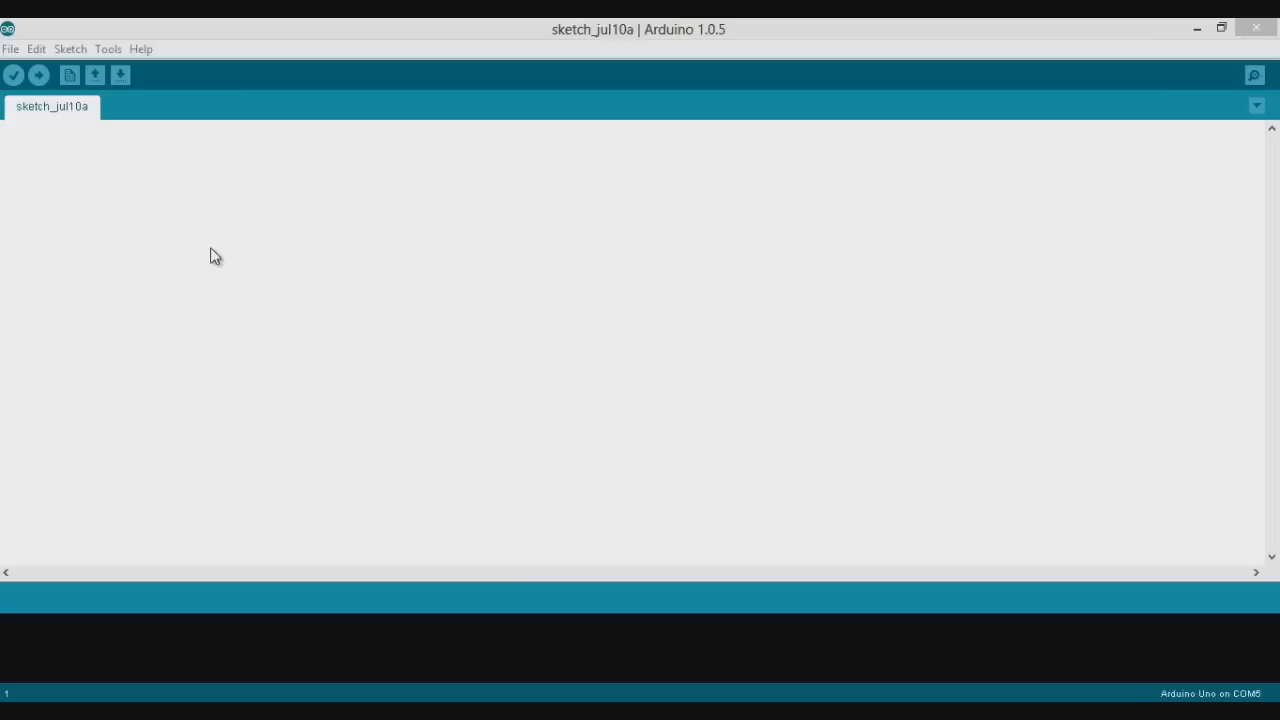 sketch_jul10a | Arduino 1.0.5
File Edit Sketch Tools Help
sketch_jul10a
1
Arduino Uno on COM5